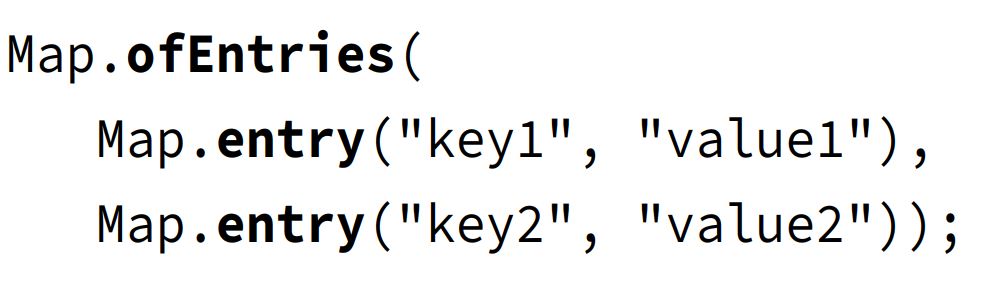 Map.ofEntries(
Map.entry("key1", "value1"),
Map.entry("key2", "value2"));